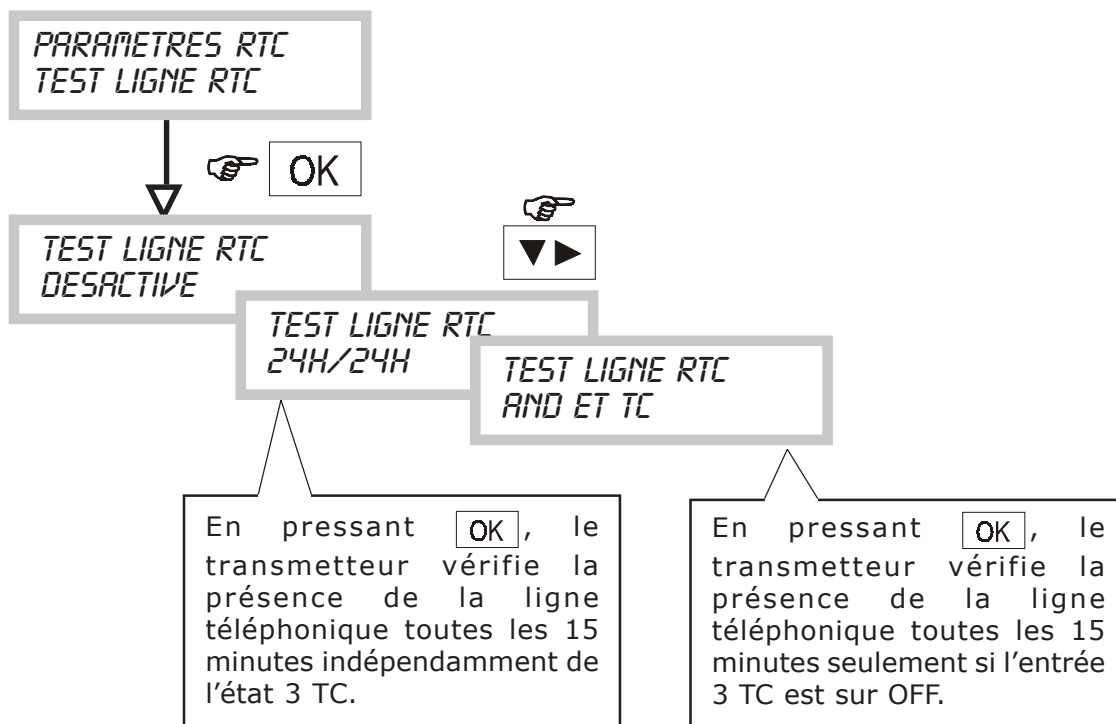 PARAMETRES RTC
TEST LIGNE RTC
OK
TEST LIGNE RTC
DESACTIVE
TEST LIGNE RTC
24H/24H
TEST LIGNE RTC
AND ET TC
En pressant OK, le
transmetteur vérifie la
présence de la ligne
téléphonique toutes les 15
minutes indépendamment de
l'état 3 TC.
En pressant OK, le
transmetteur vérifie la
présence de la ligne
téléphonique toutes les 15
minutes seulement si l'entrée
3 TC est sur OFF.